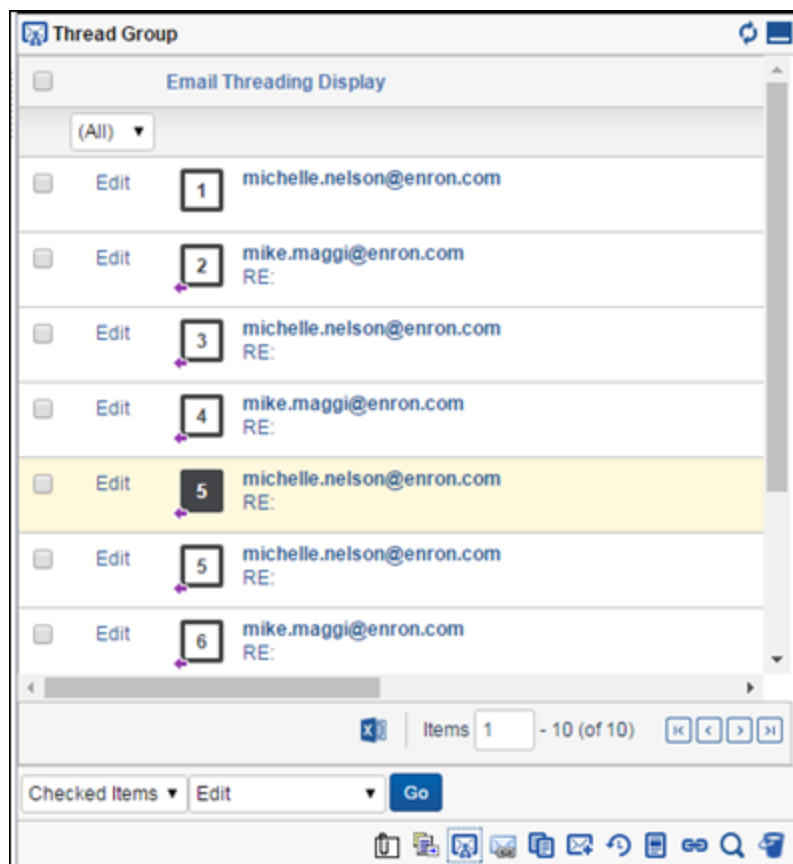 Thread Group
Email Threading Display
(All)
Edit 1 michelle.nelson@enron.com
Edit 2 mike.maggi@enron.com
RE:
Edit 3 michelle.nelson@enron.com
RE:
Edit 4 mike.maggi@enron.com
RE:
Edit 5 michelle.nelson@enron.com
RE:
Edit 5 michelle.nelson@enron.com
RE:
Edit 6 mike.maggi@enron.com
RE:
Items 1 - 10 (of 10)
Checked Items Edit Go